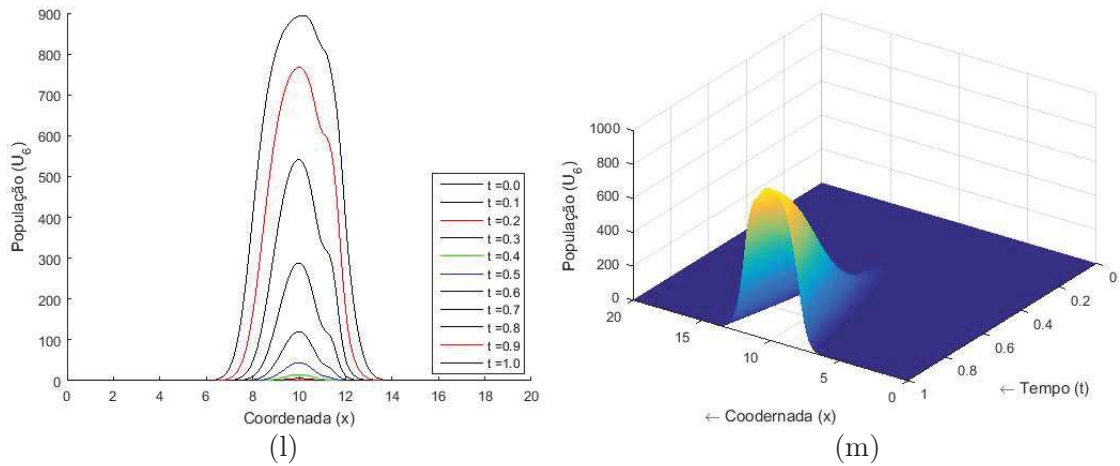 900
800
700
600
500
400
300
200
100
0
População (U6)
0 2 4 6 8 10 12 14 16 18 20
Coordenada (x)
t =0.0
t =0.1
t =0.2
t =0.3
t =0.4
t =0.5
t =0.6
t =0.7
t =0.8
t =0.9
t =1.0
(l)
1000
800
600
400
200
0
População (U6)
20 15 10 5 0
← Coodernada (x)
0
0.2
0.4
0.6
0.8
1
← Tempo (t)
(m)